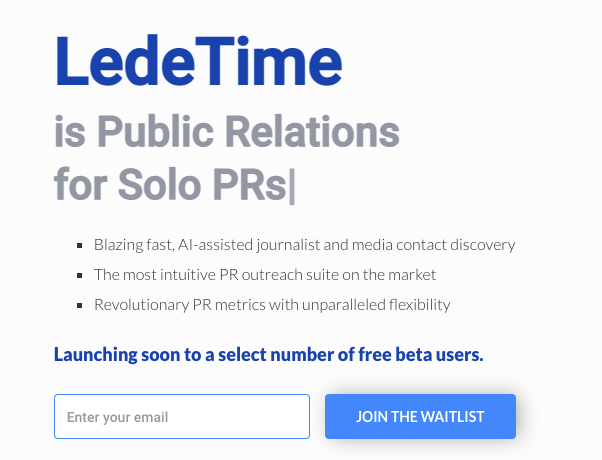 LedeTime
is Public Relations
for Solo PRs|
▪ Blazing fast, AI-assisted journalist and media contact discovery
▪ The most intuitive PR outreach suite on the market
▪ Revolutionary PR metrics with unparalleled flexibility
Launching soon to a select number of free beta users.
Enter your email
JOIN THE WAITLIST